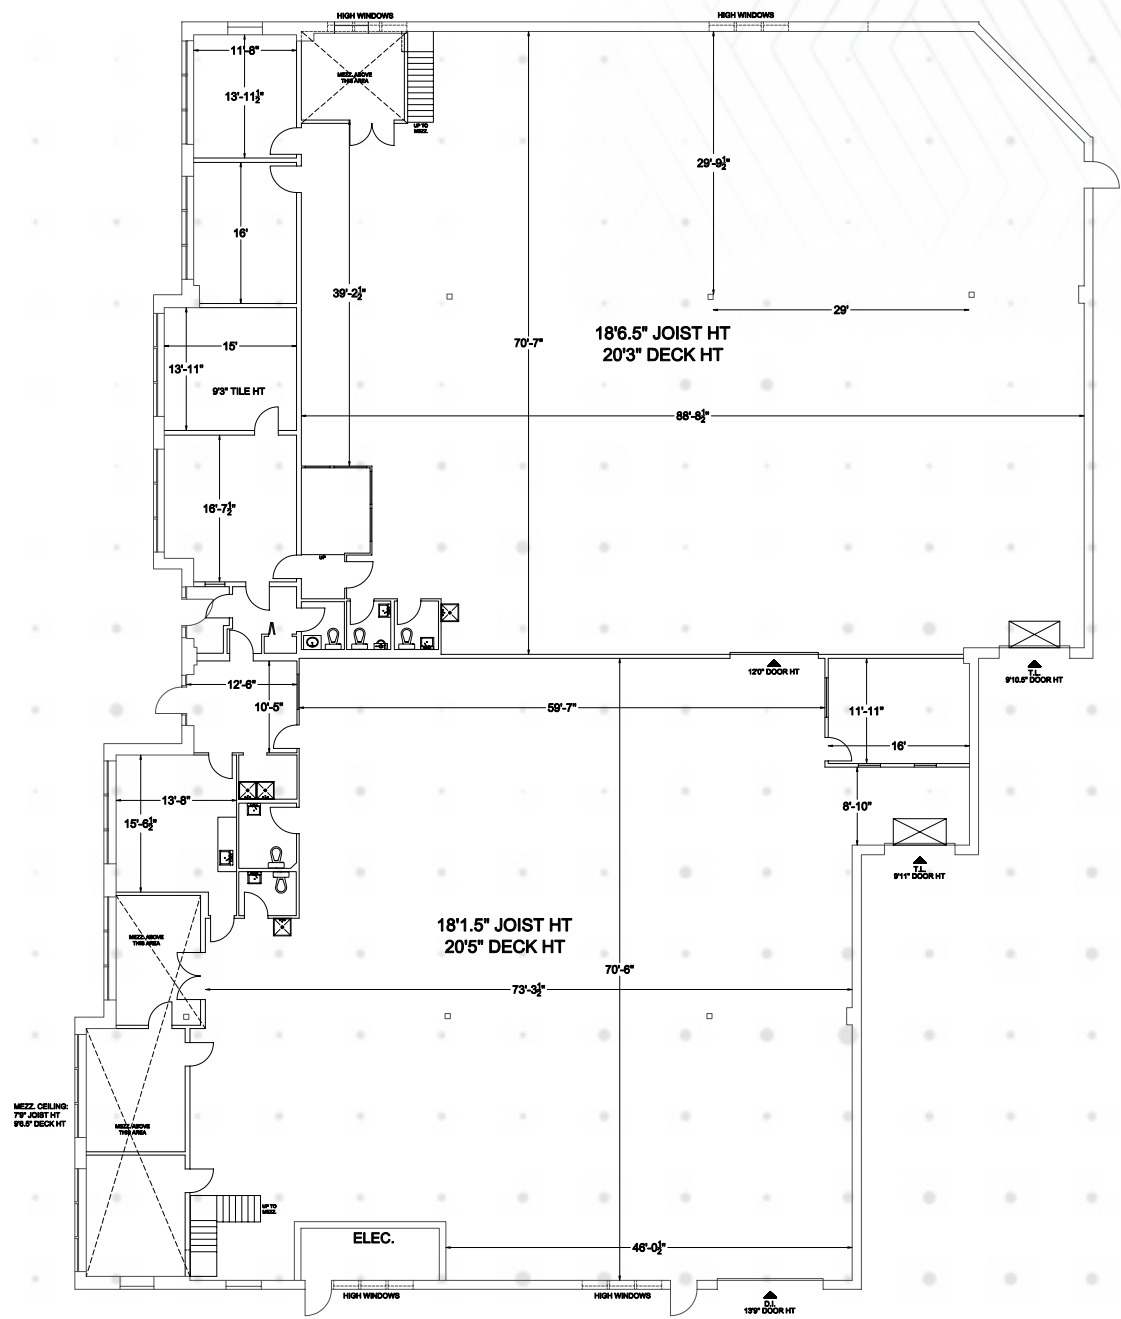 HIGH WINDOWS
HIGH WINDOWS
11'-8"
13'-11½"
MEZZ. ABOVE
THIS AREA
UP TO
MEZZ.
29'-9½"
16'
39'-2½"
29'
18'6.5" JOIST HT
20'3" DECK HT
70'-7"
15'
13'-11"
9'3" TILE HT
88'-8½"
16'-7½"
UP
12'0" DOOR HT
T.L.
9'10.5" DOOR HT
12'-6"
10'-5"
59'-7"
11'-11"
16'
13'-8"
15'-6½"
8'-10"
T.L.
9'11" DOOR HT
18'1.5" JOIST HT
20'5" DECK HT
MEZZ. ABOVE
THIS AREA
70'-6"
73'-3½"
MEZZ. CEILING:
7'9" JOIST HT
9'6.5" DECK HT
MEZZ. ABOVE
THIS AREA
UP TO
MEZZ.
ELEC.
46'-0½"
HIGH WINDOWS
HIGH WINDOWS
D.I.
13'9" DOOR HT